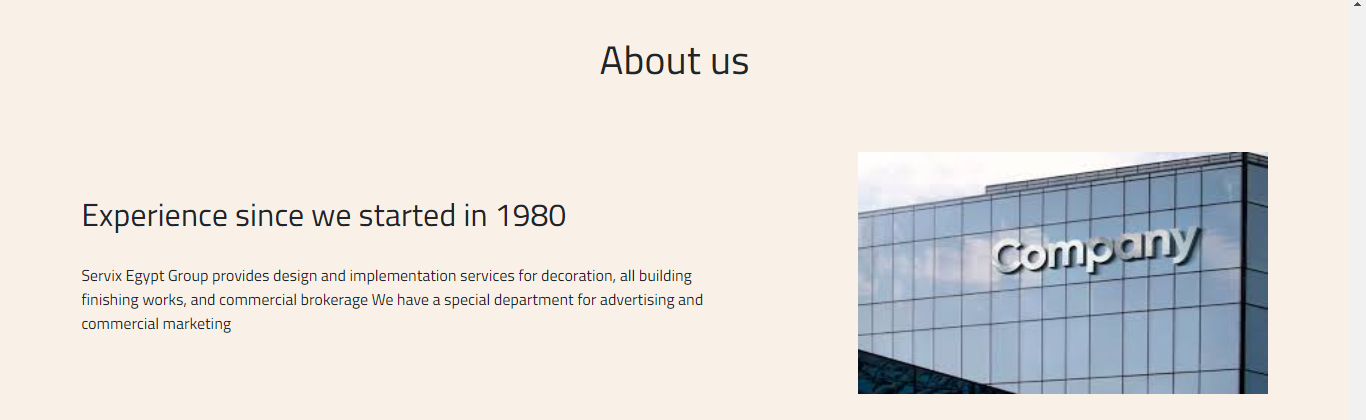 About us
Experience since we started in 1980
Servix Egypt Group provides design and implementation services for decoration, all building
finishing works, and commercial brokerage We have a special department for advertising and
commercial marketing
Company